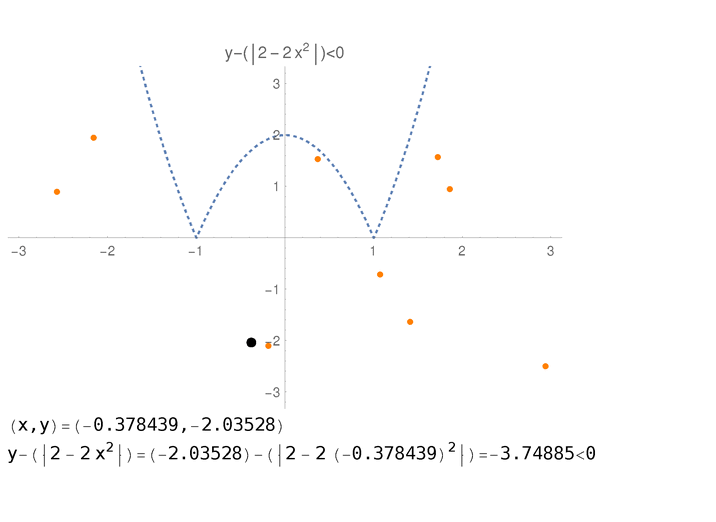 y−(|2−2x²|)<0
3
2
1
−3 −2 −1 1 2 3
−1
−2
−3
(x,y)=(−0.378439,−2.03528)
y−(|2−2x²|)=(−2.03528)−(|2−2 (−0.378439)²|)=−3.74885<0